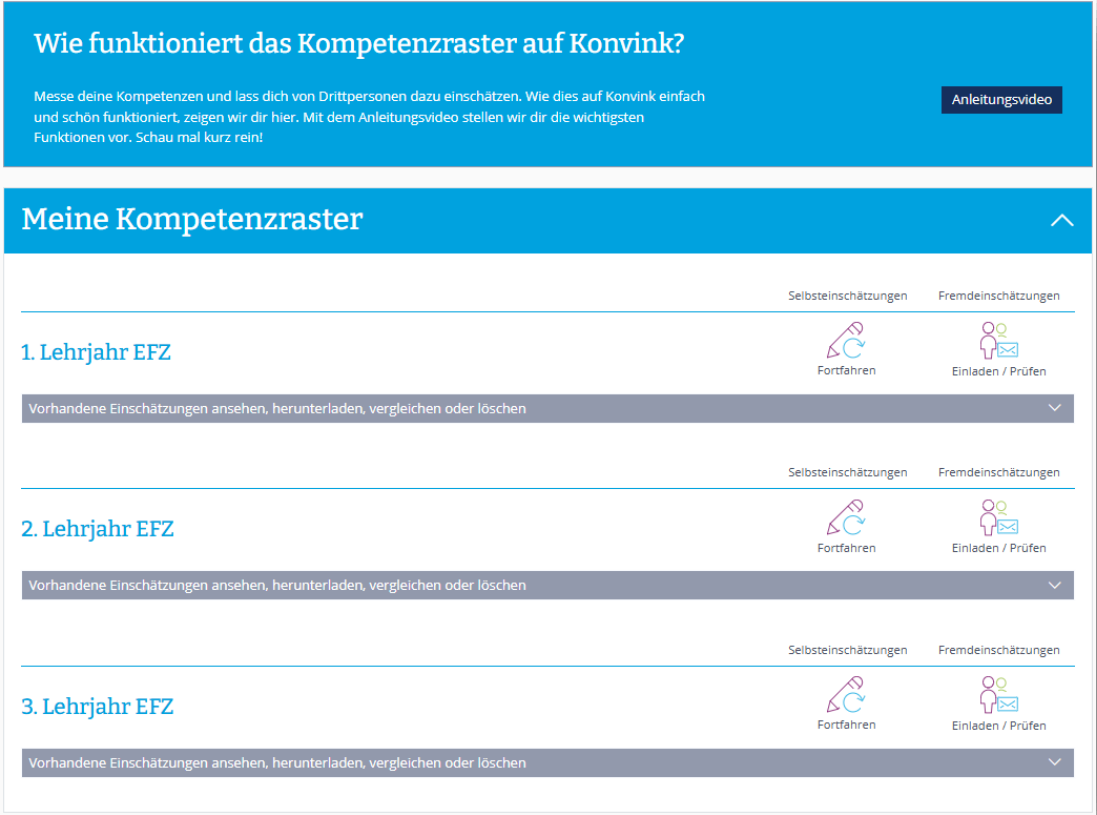 Wie funktioniert das Kompetenzraster auf Konvink?
Messe deine Kompetenzen und lass dich von Drittpersonen dazu einschätzen. Wie dies auf Konvink einfach
und schön funktioniert, zeigen wir dir hier. Mit dem Anleitungsvideo stellen wir dir die wichtigsten
Funktionen vor. Schau mal kurz rein!
Anleitungsvideo
Meine Kompetenzraster
Selbsteinschätzungen Fremdeinschätzungen
1. Lehrjahr EFZ
Fortfahren Einladen / Prüfen
Vorhandene Einschätzungen ansehen, herunterladen, vergleichen oder löschen
Selbsteinschätzungen Fremdeinschätzungen
2. Lehrjahr EFZ
Fortfahren Einladen / Prüfen
Vorhandene Einschätzungen ansehen, herunterladen, vergleichen oder löschen
Selbsteinschätzungen Fremdeinschätzungen
3. Lehrjahr EFZ
Fortfahren Einladen / Prüfen
Vorhandene Einschätzungen ansehen, herunterladen, vergleichen oder löschen